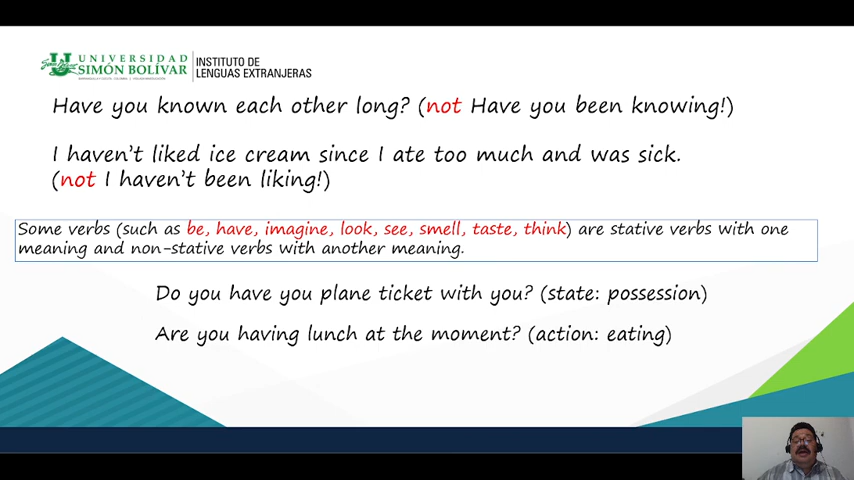 UNIVERSIDAD
SIMÓN BOLÍVAR
INSTITUTO DE
LENGUAS EXTRANJERAS
Have you known each other long? (not Have you been knowing!)
I haven't liked ice cream since I ate too much and was sick.
(not I haven't been liking!)
Some verbs (such as be, have, imagine, look, see, smell, taste, think) are stative verbs with one
meaning and non-stative verbs with another meaning.
Do you have you plane ticket with you? (state: possession)
Are you having lunch at the moment? (action: eating)